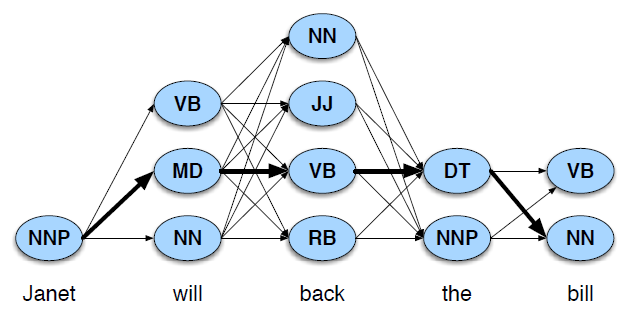 NN
VB JJ
MD VB DT VB
NNP NN RB NNP NN
Janet will back the bill